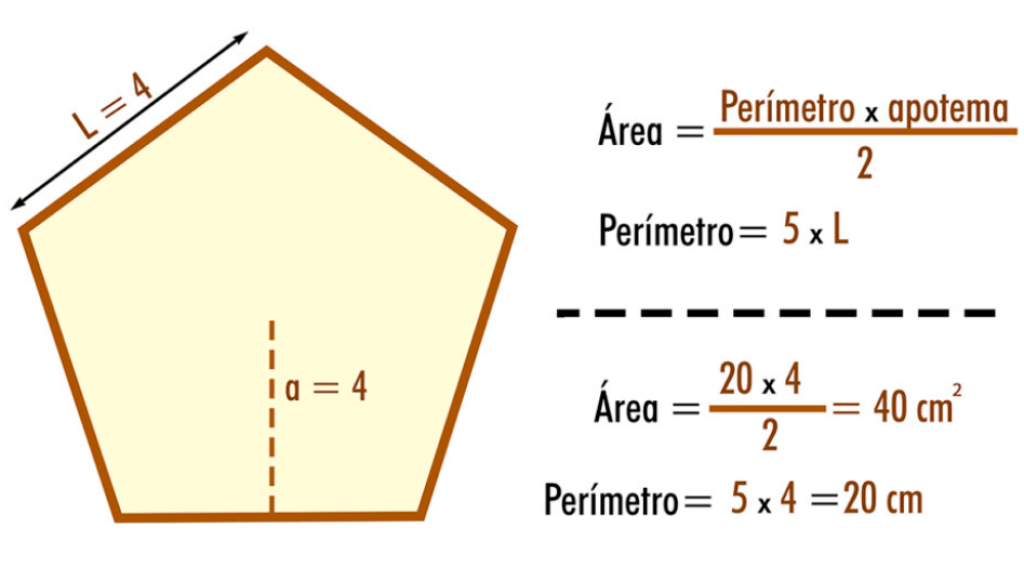 L = 4
a = 4
Área = Perímetro x apotema
2
Perímetro = 5 x L
Área = 20 x 4 = 40 cm²
2
Perímetro = 5 x 4 = 20 cm